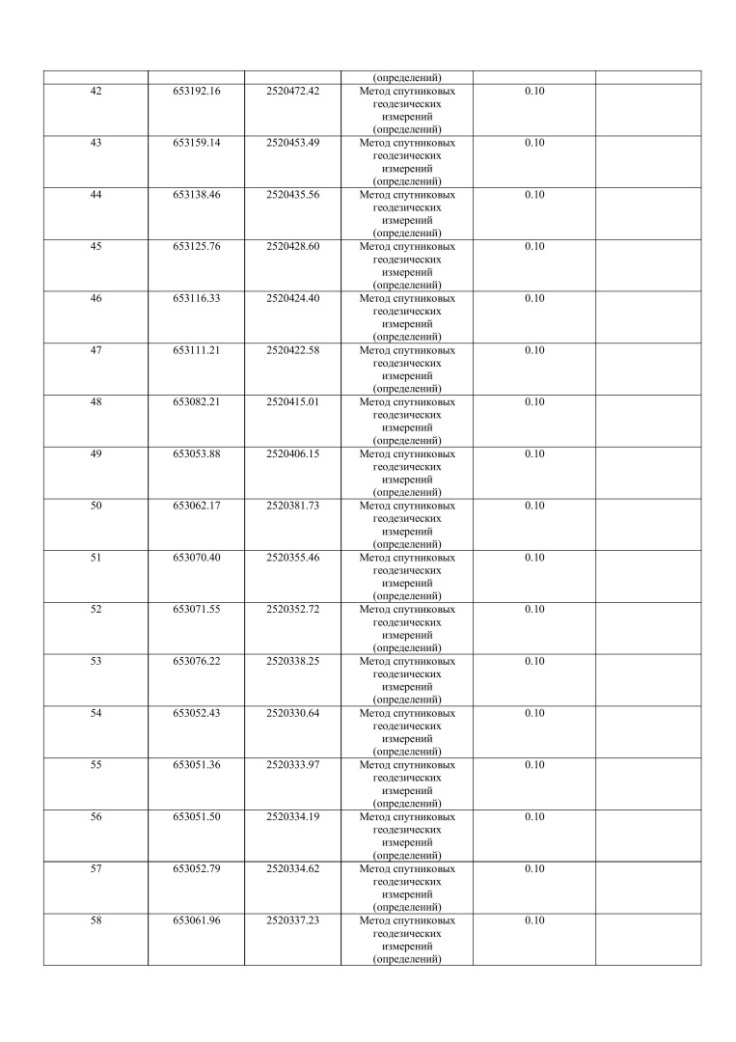 (определений)
42 653192.16 2520472.42 Метод спутниковых 0.10
геодезических
измерений
(определений)
43 653159.14 2520453.49 Метод спутниковых 0.10
геодезических
измерений
(определений)
44 653138.46 2520435.56 Метод спутниковых 0.10
геодезических
измерений
(определений)
45 653125.76 2520428.60 Метод спутниковых 0.10
геодезических
измерений
(определений)
46 653116.33 2520424.40 Метод спутниковых 0.10
геодезических
измерений
(определений)
47 653111.21 2520422.58 Метод спутниковых 0.10
геодезических
измерений
(определений)
48 653082.21 2520415.01 Метод спутниковых 0.10
геодезических
измерений
(определений)
49 653053.88 2520406.15 Метод спутниковых 0.10
геодезических
измерений
(определений)
50 653062.17 2520381.73 Метод спутниковых 0.10
геодезических
измерений
(определений)
51 653070.40 2520355.46 Метод спутниковых 0.10
геодезических
измерений
(определений)
52 653071.55 2520352.72 Метод спутниковых 0.10
геодезических
измерений
(определений)
53 653076.22 2520338.25 Метод спутниковых 0.10
геодезических
измерений
(определений)
54 653052.43 2520330.64 Метод спутниковых 0.10
геодезических
измерений
(определений)
55 653051.36 2520333.97 Метод спутниковых 0.10
геодезических
измерений
(определений)
56 653051.50 2520334.19 Метод спутниковых 0.10
геодезических
измерений
(определений)
57 653052.79 2520334.62 Метод спутниковых 0.10
геодезических
измерений
(определений)
58 653061.96 2520337.23 Метод спутниковых 0.10
геодезических
измерений
(определений)